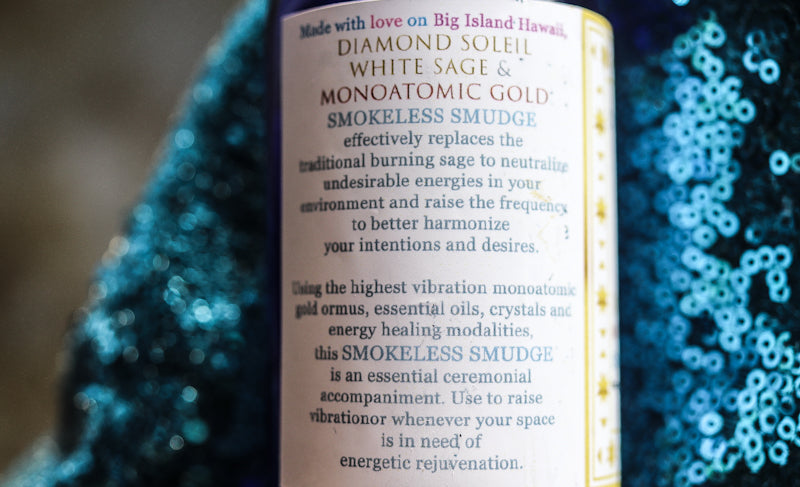 Made with love on Big Island Hawaii,
DIAMOND SOLEIL
WHITE SAGE &
MONOATOMIC GOLD
SMOKELESS SMUDGE
effectively replaces the
traditional burning sage to neutralize
undesirable energies in your
environment and raise the frequency
to better harmonize
your intentions and desires.
Using the highest vibration monoatomic
gold ormus, essential oils, crystals and
energy healing modalities,
this SMOKELESS SMUDGE
is an essential ceremonial
accompaniment. Use to raise
vibrationor whenever your space
is in need of
energetic rejuvenation.